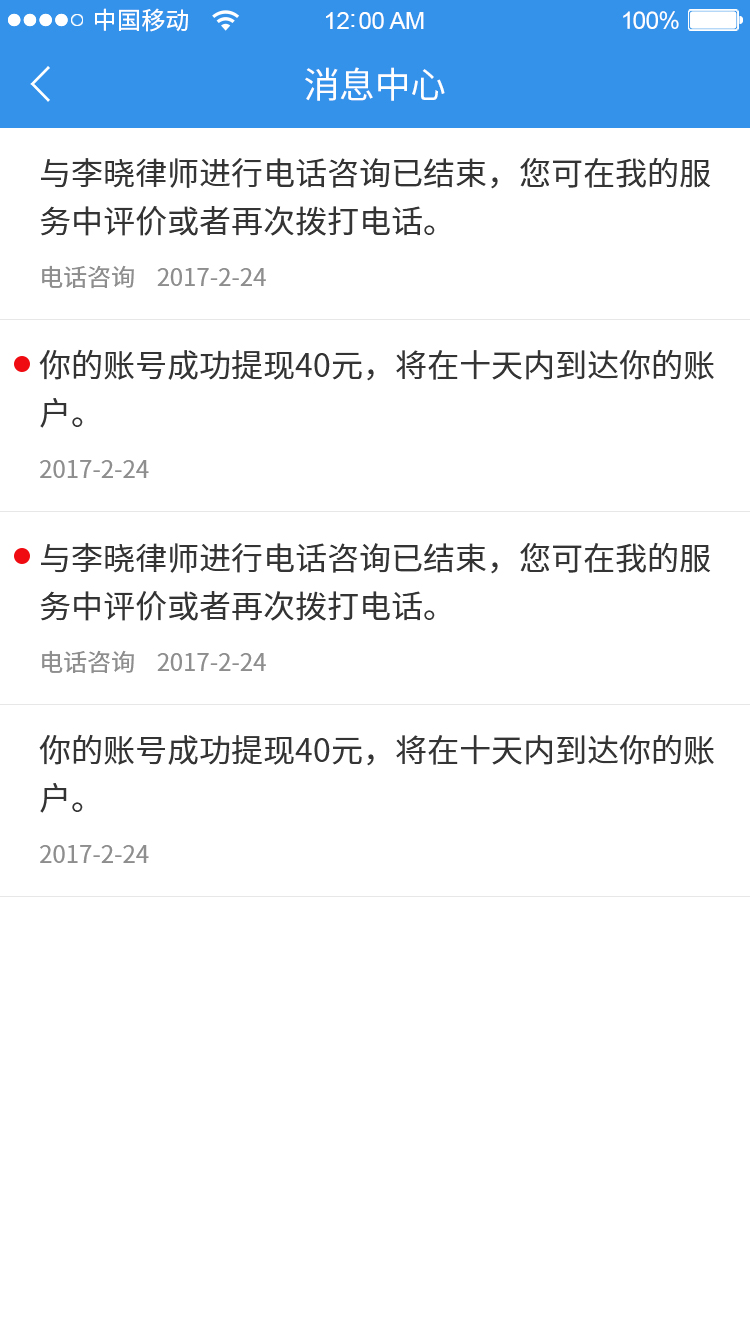 中国移动 12:00 AM 100%
消息中心
与李晓律师进行电话咨询已结束，您可在我的服
务中评价或者再次拨打电话。
电话咨询 2017-2-24
你的账号成功提现40元，将在十天内到达你的账
户。
2017-2-24
与李晓律师进行电话咨询已结束，您可在我的服
务中评价或者再次拨打电话。
电话咨询 2017-2-24
你的账号成功提现40元，将在十天内到达你的账
户。
2017-2-24